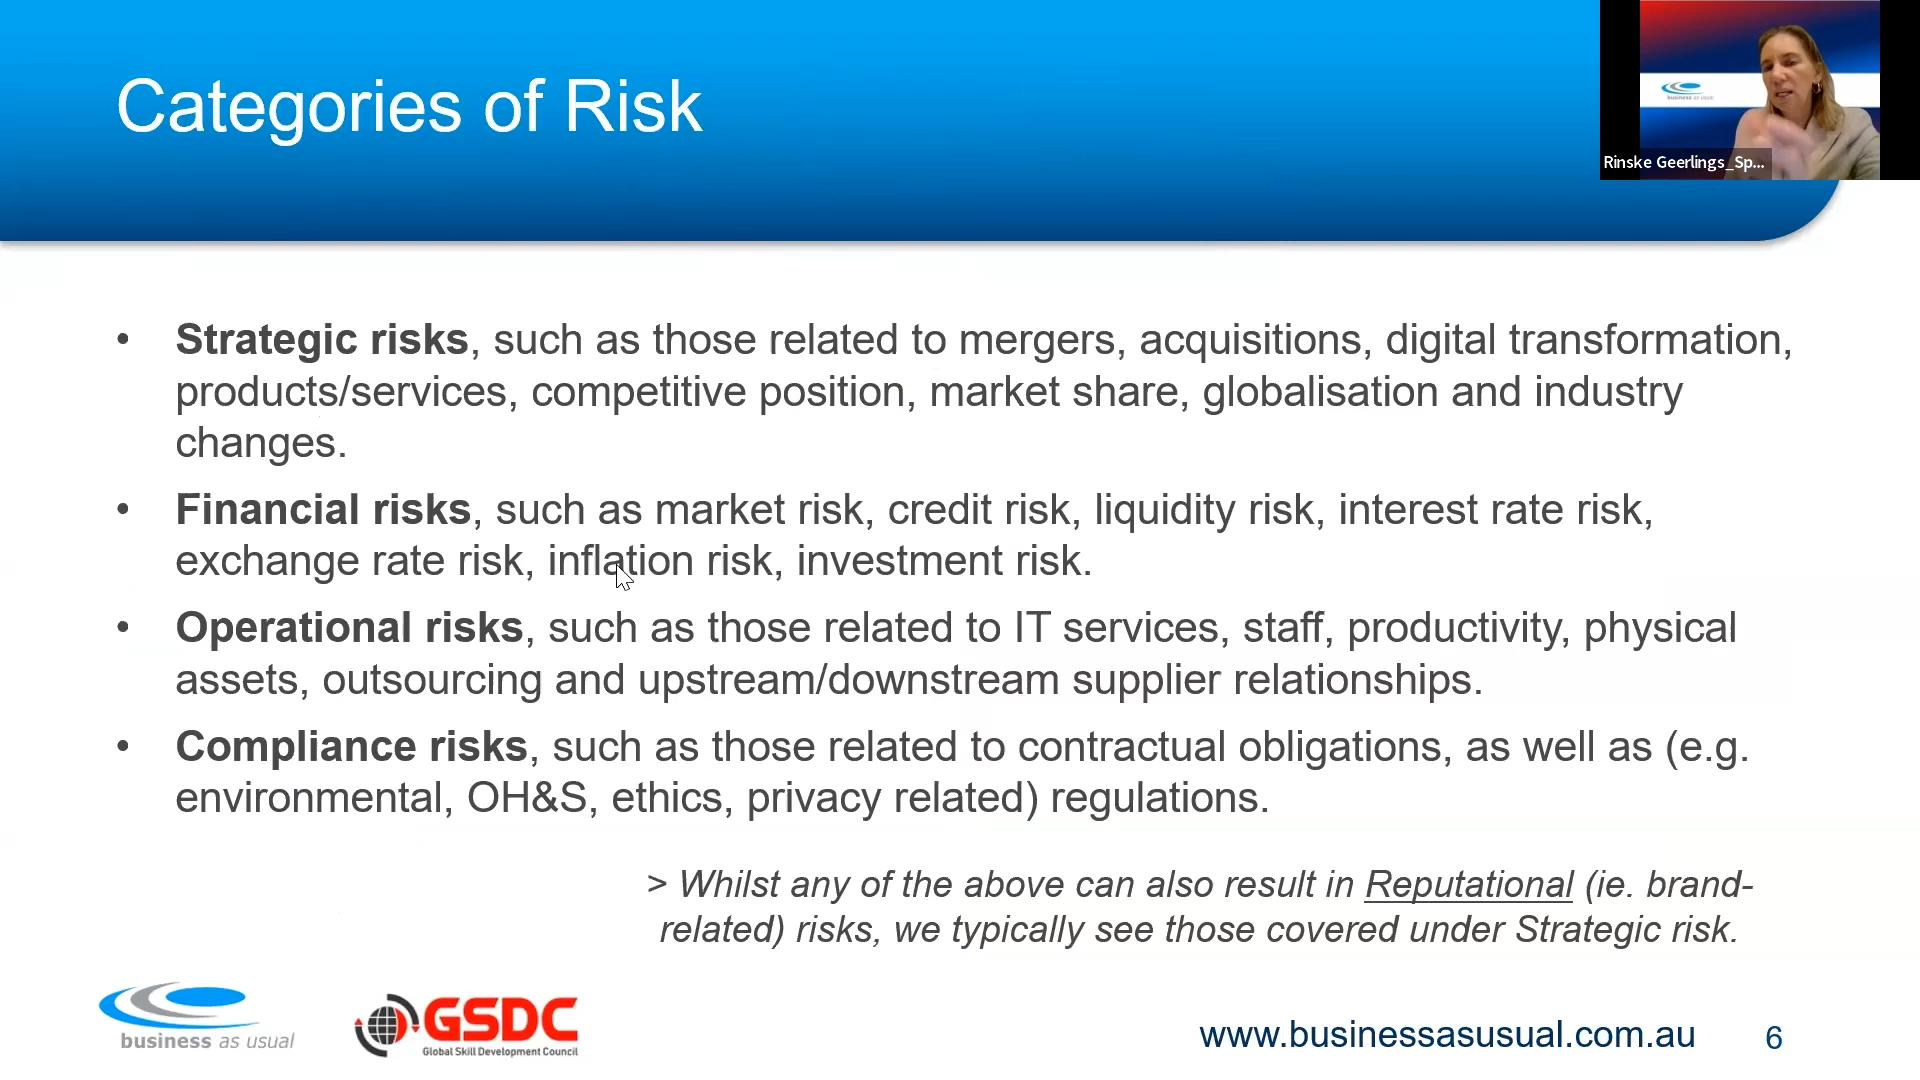 Categories of Risk
business as usual
Rinske Geerlings_Sp...
• Strategic risks, such as those related to mergers, acquisitions, digital transformation,
products/services, competitive position, market share, globalisation and industry
changes.
• Financial risks, such as market risk, credit risk, liquidity risk, interest rate risk,
exchange rate risk, inflation risk, investment risk.
• Operational risks, such as those related to IT services, staff, productivity, physical
assets, outsourcing and upstream/downstream supplier relationships.
• Compliance risks, such as those related to contractual obligations, as well as (e.g.
environmental, OH&S, ethics, privacy related) regulations.
> Whilst any of the above can also result in Reputational (ie. brand-
related) risks, we typically see those covered under Strategic risk.
business as usual
GSDC
Global Skill Development Council
www.businessasusual.com.au
6